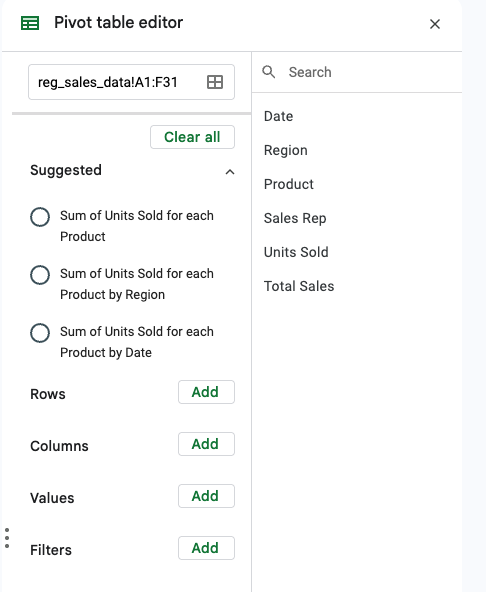 Pivot table editor
reg_sales_data!A1:F31
Clear all
Suggested
Sum of Units Sold for each
Product
Sum of Units Sold for each
Product by Region
Sum of Units Sold for each
Product by Date
Rows Add
Columns Add
Values Add
Filters Add
Search
Date
Region
Product
Sales Rep
Units Sold
Total Sales